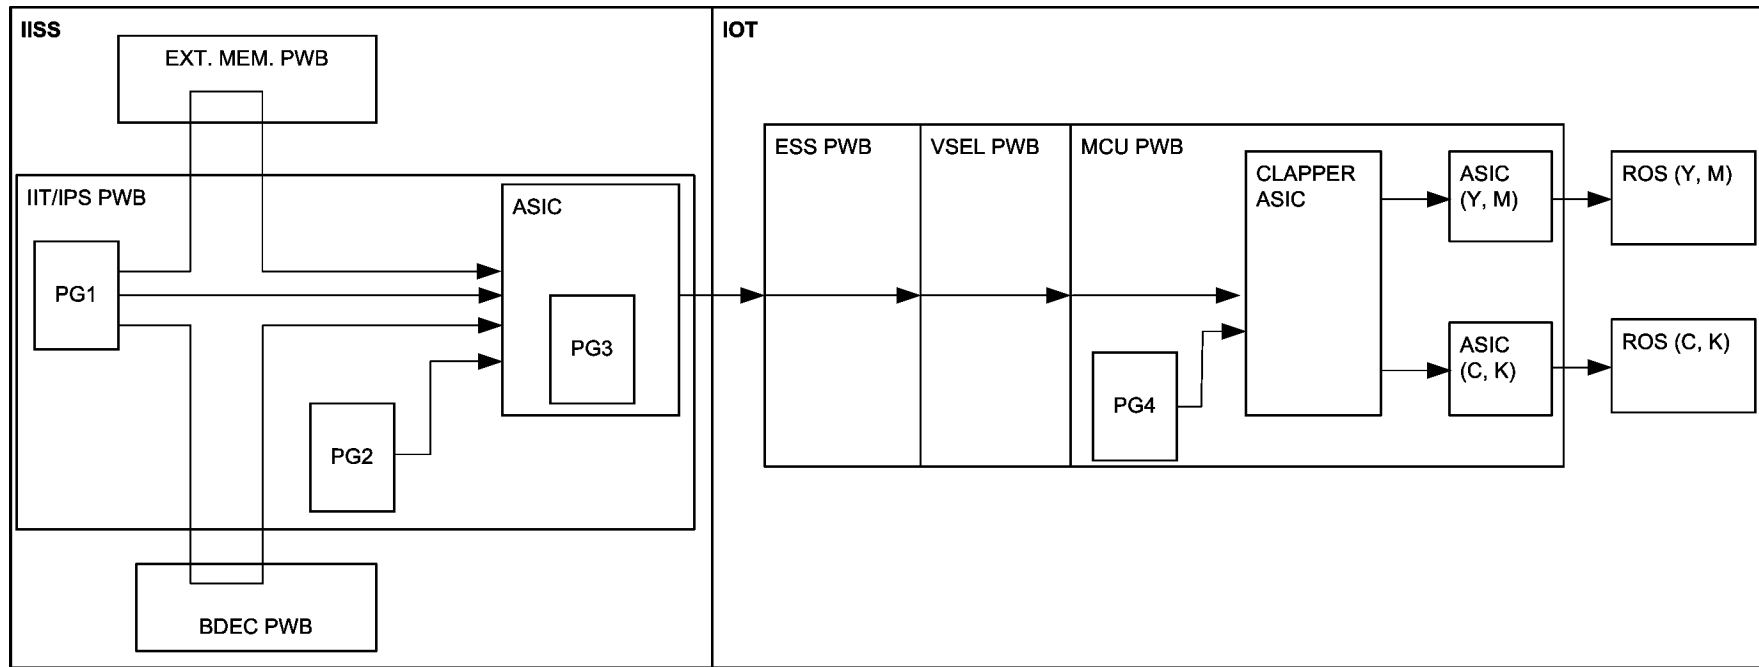 IISS
EXT. MEM. PWB
IIT/IPS PWB
PG1
ASIC
PG3
PG2
BDEC PWB
IOT
ESS PWB
VSEL PWB
MCU PWB
PG4
CLAPPER
ASIC
ASIC
(Y, M)
ROS (Y, M)
ASIC
(C, K)
ROS (C, K)